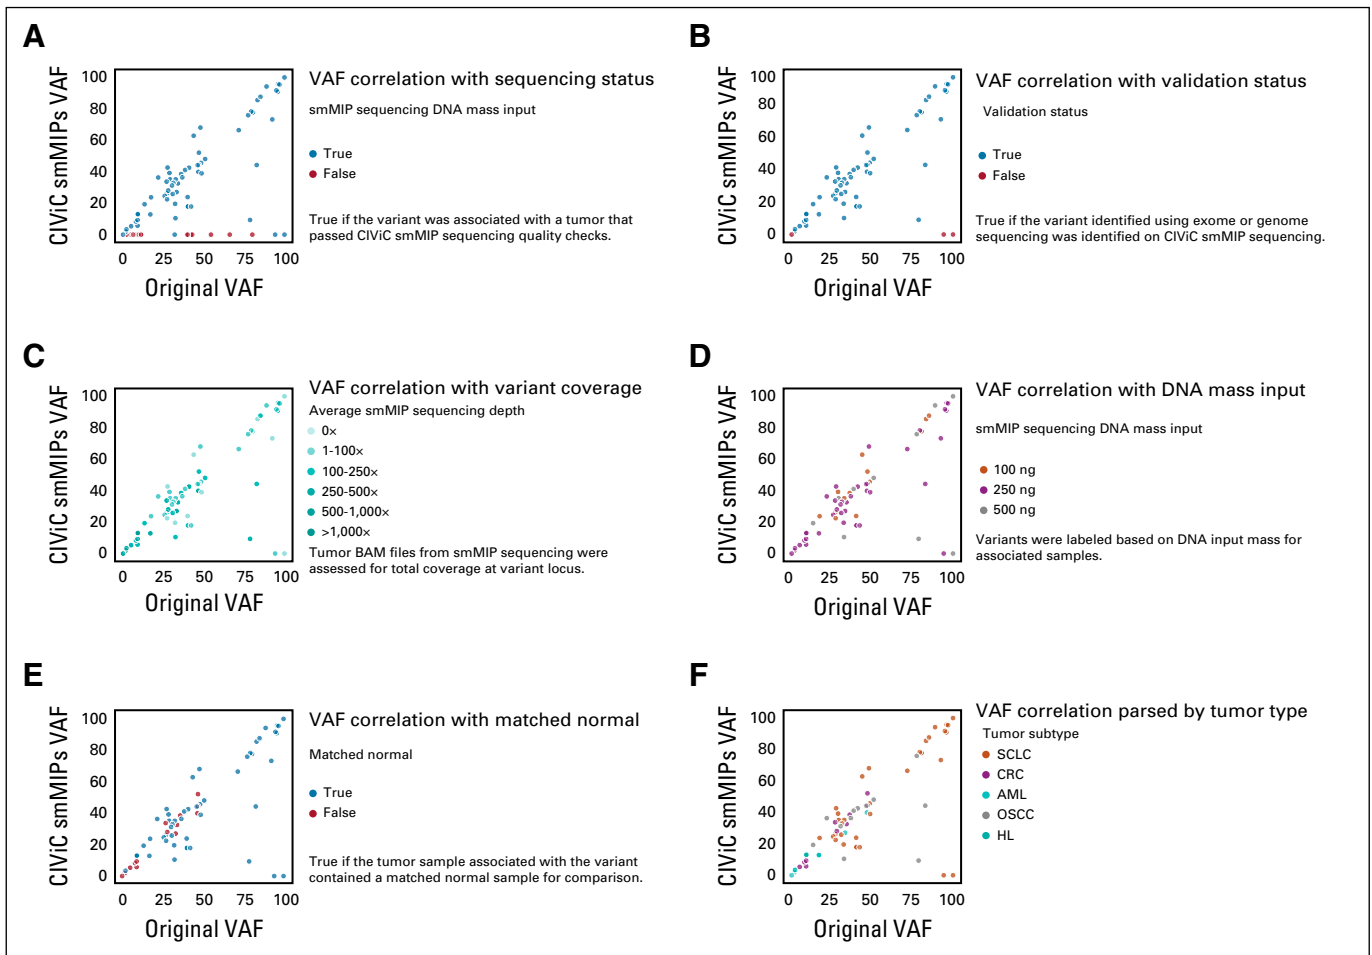 A
VAF correlation with sequencing status
smMIP sequencing DNA mass input
True
False
True if the variant was associated with a tumor that
passed CIViC smMIP sequencing quality checks.
CIViC smMIPs VAF
100
80
60
40
20
0
0 25 50 75 100
Original VAF
B
VAF correlation with validation status
Validation status
True
False
True if the variant identified using exome or genome
sequencing was identified on CIViC smMIP sequencing.
CIViC smMIPs VAF
100
80
60
40
20
0
0 25 50 75 100
Original VAF
C
VAF correlation with variant coverage
Average smMIP sequencing depth
0×
1-100×
100-250×
250-500×
500-1,000×
>1,000×
Tumor BAM files from smMIP sequencing were
assessed for total coverage at variant locus.
CIViC smMIPs VAF
100
80
60
40
20
0
0 25 50 75 100
Original VAF
D
VAF correlation with DNA mass input
smMIP sequencing DNA mass input
100 ng
250 ng
500 ng
Variants were labeled based on DNA input mass for
associated samples.
CIViC smMIPs VAF
100
80
60
40
20
0
0 25 50 75 100
Original VAF
E
VAF correlation with matched normal
Matched normal
True
False
True if the tumor sample associated with the variant
contained a matched normal sample for comparison.
CIViC smMIPs VAF
100
80
60
40
20
0
0 25 50 75 100
Original VAF
F
VAF correlation parsed by tumor type
Tumor subtype
SCLC
CRC
AML
OSCC
HL
CIViC smMIPs VAF
100
80
60
40
20
0
0 25 50 75 100
Original VAF